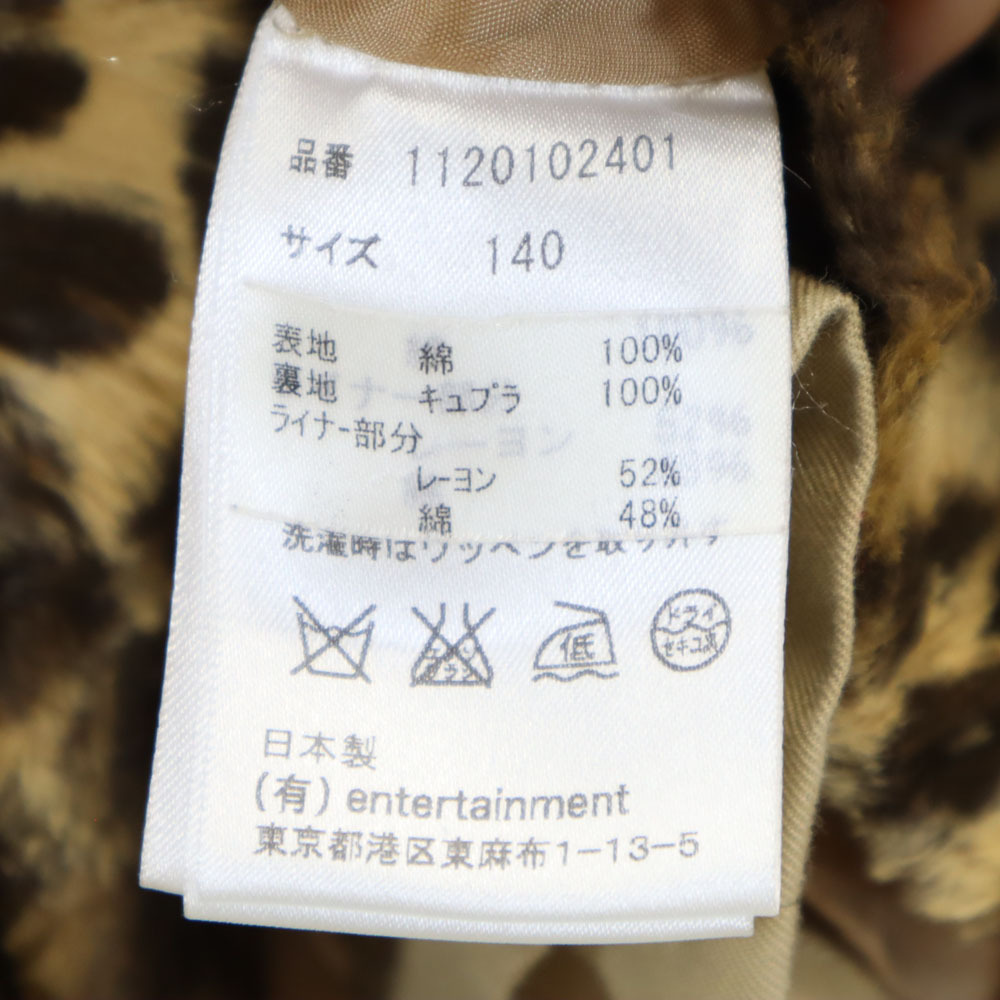 品番 1120102401
サイズ 140
表地 綿 100%
裏地 キュプラ 100%
ライナー部分
レーヨン 52%
綿 48%
洗濯時はワッペンを取り外す
低
ドライ
セキユ系
日本製
(有) entertainment
東京都港区東麻布1-13-5